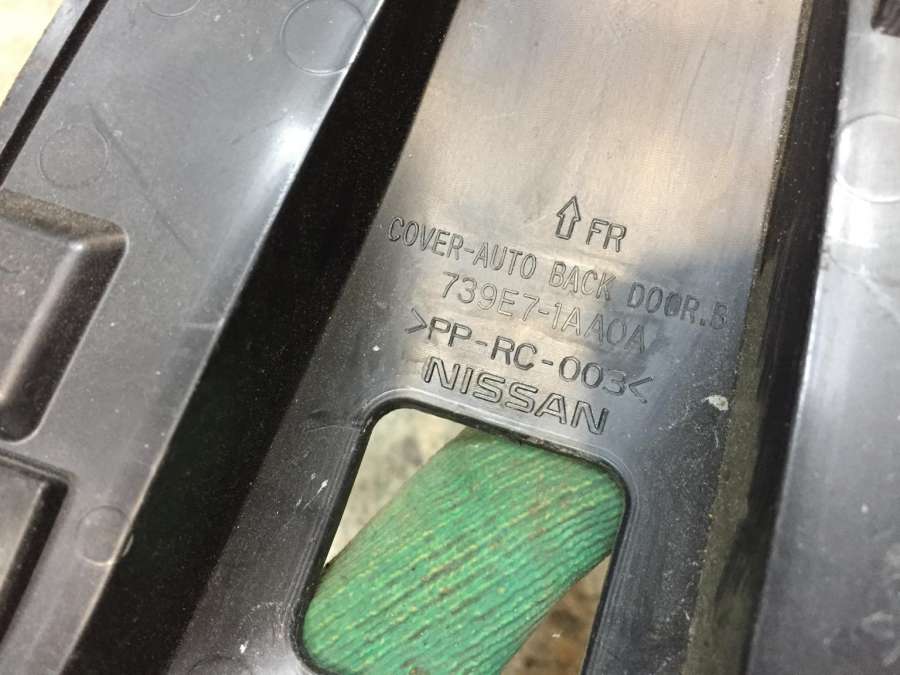 ⇧ FR
COVER-AUTO BACK DOOR.B
739E7-1AA0A
>PP-RC-003<
NISSAN